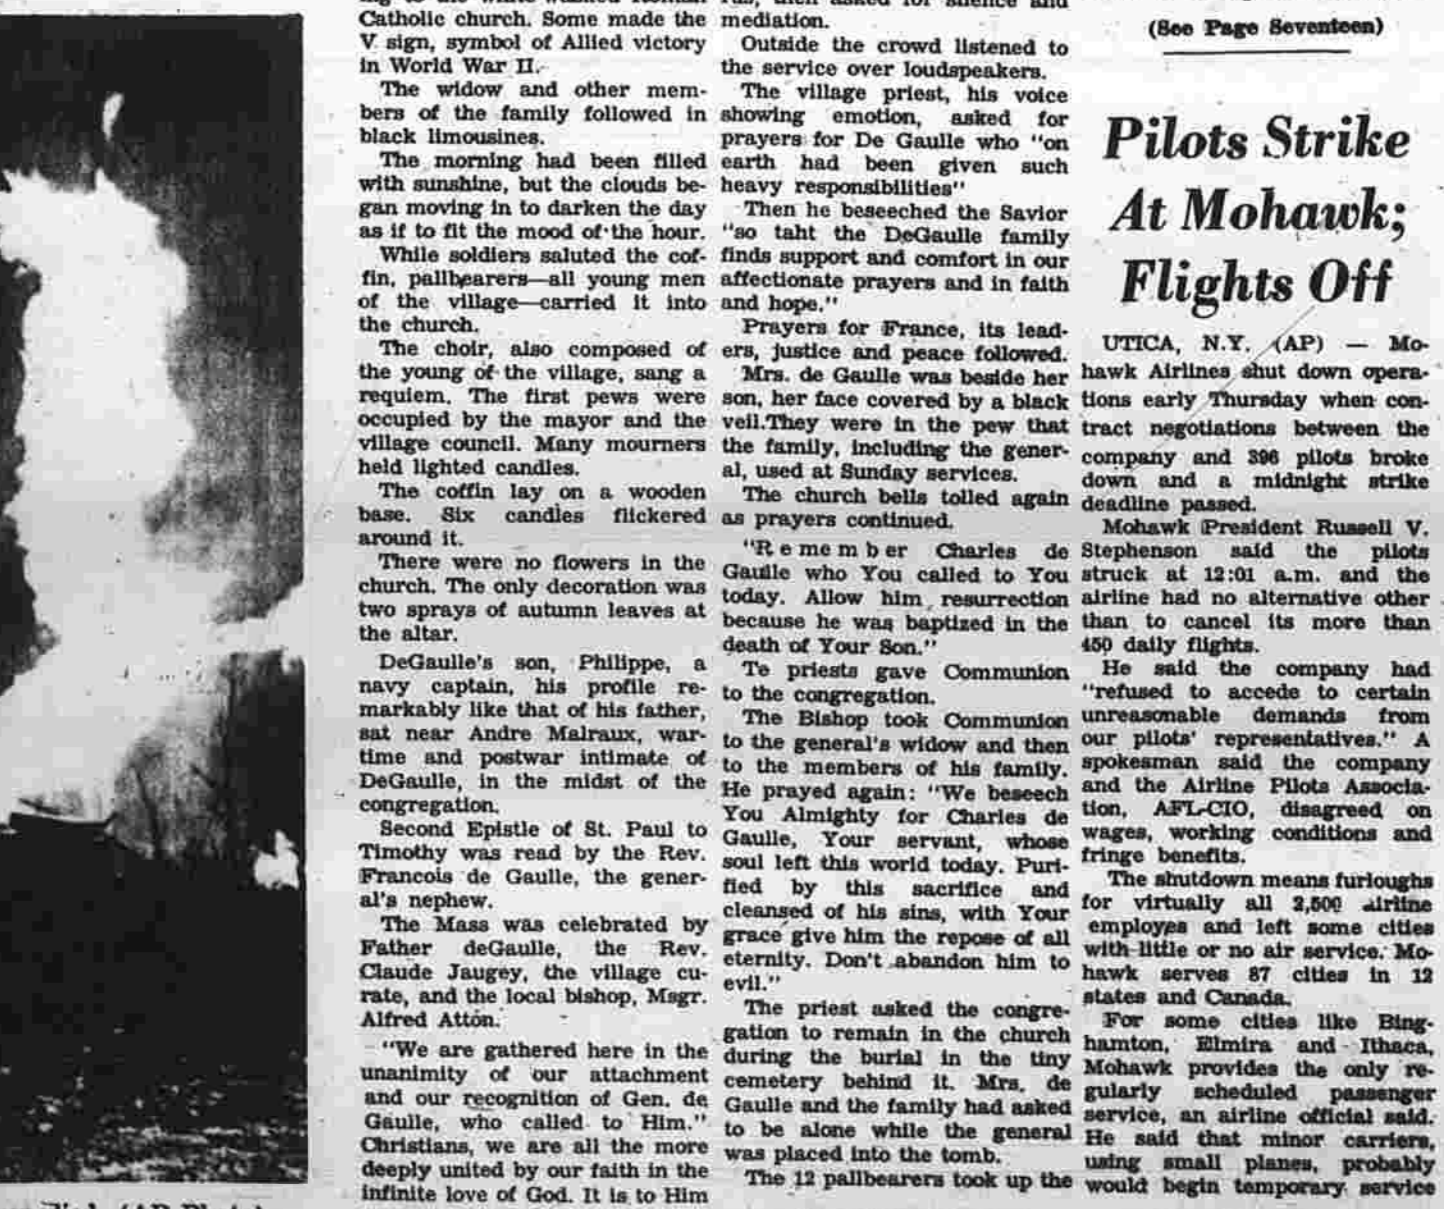 Catholic church. Some made the
V sign, symbol of Allied victory
in World War II.
The widow and other mem-
bers of the family followed in
black limousines.
The morning had been filled
with sunshine, but the clouds be-
gan moving in to darken the day
as if to fit the mood of the hour.
While soldiers saluted the cof-
fin, pallbearers—all young men
of the village—carried it into
the church.
The choir, also composed of
the young of the village, sang a
requiem. The first pews were
occupied by the mayor and the
village council. Many mourners
held lighted candles.
The coffin lay on a wooden
base. Six candles flickered
around it.
There were no flowers in the
church. The only decoration was
two sprays of autumn leaves at
the altar.
DeGaulle's son, Philippe, a
navy captain, his profile re-
markably like that of his father,
sat near Andre Malraux, war-
time and postwar intimate of
DeGaulle, in the midst of the
congregation.
Second Epistle of St. Paul to
Timothy was read by the Rev.
Francois de Gaulle, the gener-
al's nephew.
The Mass was celebrated by
Father deGaulle, the Rev.
Claude Jaugey, the village cu-
rate, and the local bishop, Msgr.
Alfred Atton.
"We are gathered here in the
unanimity of our attachment
and our recognition of Gen. de
Gaulle, who called to Him."
Christians, we are all the more
deeply united by our faith in the
infinite love of God. It is to Him
mediation.
Outside the crowd listened to
the service over loudspeakers.
The village priest, his voice
showing emotion, asked for
prayers for De Gaulle who "on
earth had been given such
heavy responsibilities"
Then he beseeched the Savior
"so taht the DeGaulle family
finds support and comfort in our
affectionate prayers and in faith
and hope."
Prayers for France, its lead-
ers, justice and peace followed.
Mrs. de Gaulle was beside her
son, her face covered by a black
veil.They were in the pew that
the family, including the gener-
al, used at Sunday services.
The church bells tolled again
as prayers continued.
"Remember Charles de
Gaulle who You called to You
today. Allow him resurrection
because he was baptized in the
death of Your Son."
Te priests gave Communion
to the congregation.
The Bishop took Communion
to the general's widow and then
to the members of his family.
He prayed again: "We beseech
You Almighty for Charles de
Gaulle, Your servant, whose
soul left this world today. Puri-
fied by this sacrifice and
cleansed of his sins, with Your
grace give him the repose of all
eternity. Don't abandon him to
evil."
The priest asked the congre-
gation to remain in the church
during the burial in the tiny
cemetery behind it. Mrs. de
Gaulle and the family had asked
to be alone while the general
was placed into the tomb.
The 12 pallbearers took up the
(See Page Seventeen)
Pilots Strike
At Mohawk;
Flights Off
UTICA, N.Y. (AP) — Mo-
hawk Airlines shut down opera-
tions early Thursday when con-
tract negotiations between the
company and 396 pilots broke
down and a midnight strike
deadline passed.
Mohawk President Russell V.
Stephenson said the pilots
struck at 12:01 a.m. and the
airline had no alternative other
than to cancel its more than
450 daily flights.
He said the company had
"refused to accede to certain
unreasonable demands from
our pilots' representatives." A
spokesman said the company
and the Airline Pilots Associa-
tion, AFL-CIO, disagreed on
wages, working conditions and
fringe benefits.
The shutdown means furloughs
for virtually all 2,500 airline
employes and left some cities
with little or no air service. Mo-
hawk serves 87 cities in 12
states and Canada.
For some cities like Bing-
hamton, Elmira and Ithaca,
Mohawk provides the only re-
gularly scheduled passenger
service, an airline official said.
He said that minor carriers,
using small planes, probably
would begin temporary service